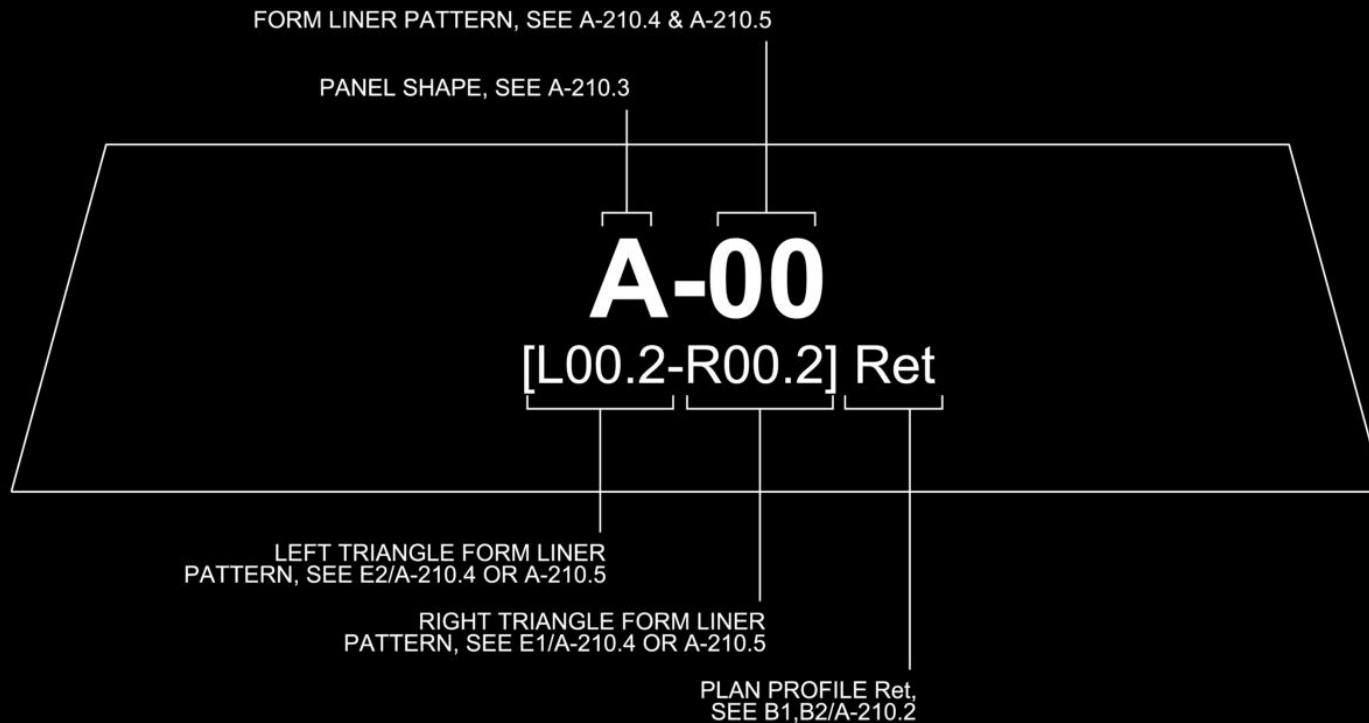 FORM LINER PATTERN, SEE A-210.4 & A-210.5
PANEL SHAPE, SEE A-210.3
A-00
[L00.2-R00.2] Ret
LEFT TRIANGLE FORM LINER
PATTERN, SEE E2/A-210.4 OR A-210.5
RIGHT TRIANGLE FORM LINER
PATTERN, SEE E1/A-210.4 OR A-210.5
PLAN PROFILE Ret,
SEE B1,B2/A-210.2